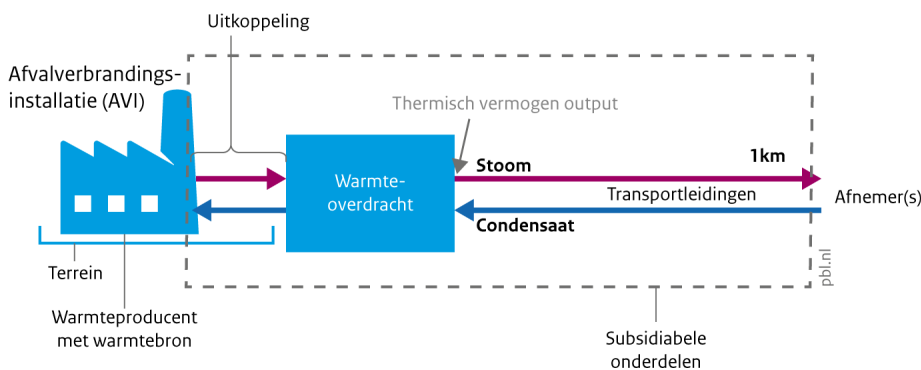 Uitkoppeling
Afvalverbrandings-
installatie (AVI)
Thermisch vermogen output
Stoom
1km
Warmte-
overdracht
Transportleidingen
Afnemer(s)
Condensaat
pbl.nl
Terrein
Warmteproducent
met warmtebron
Subsidiabele
onderdelen